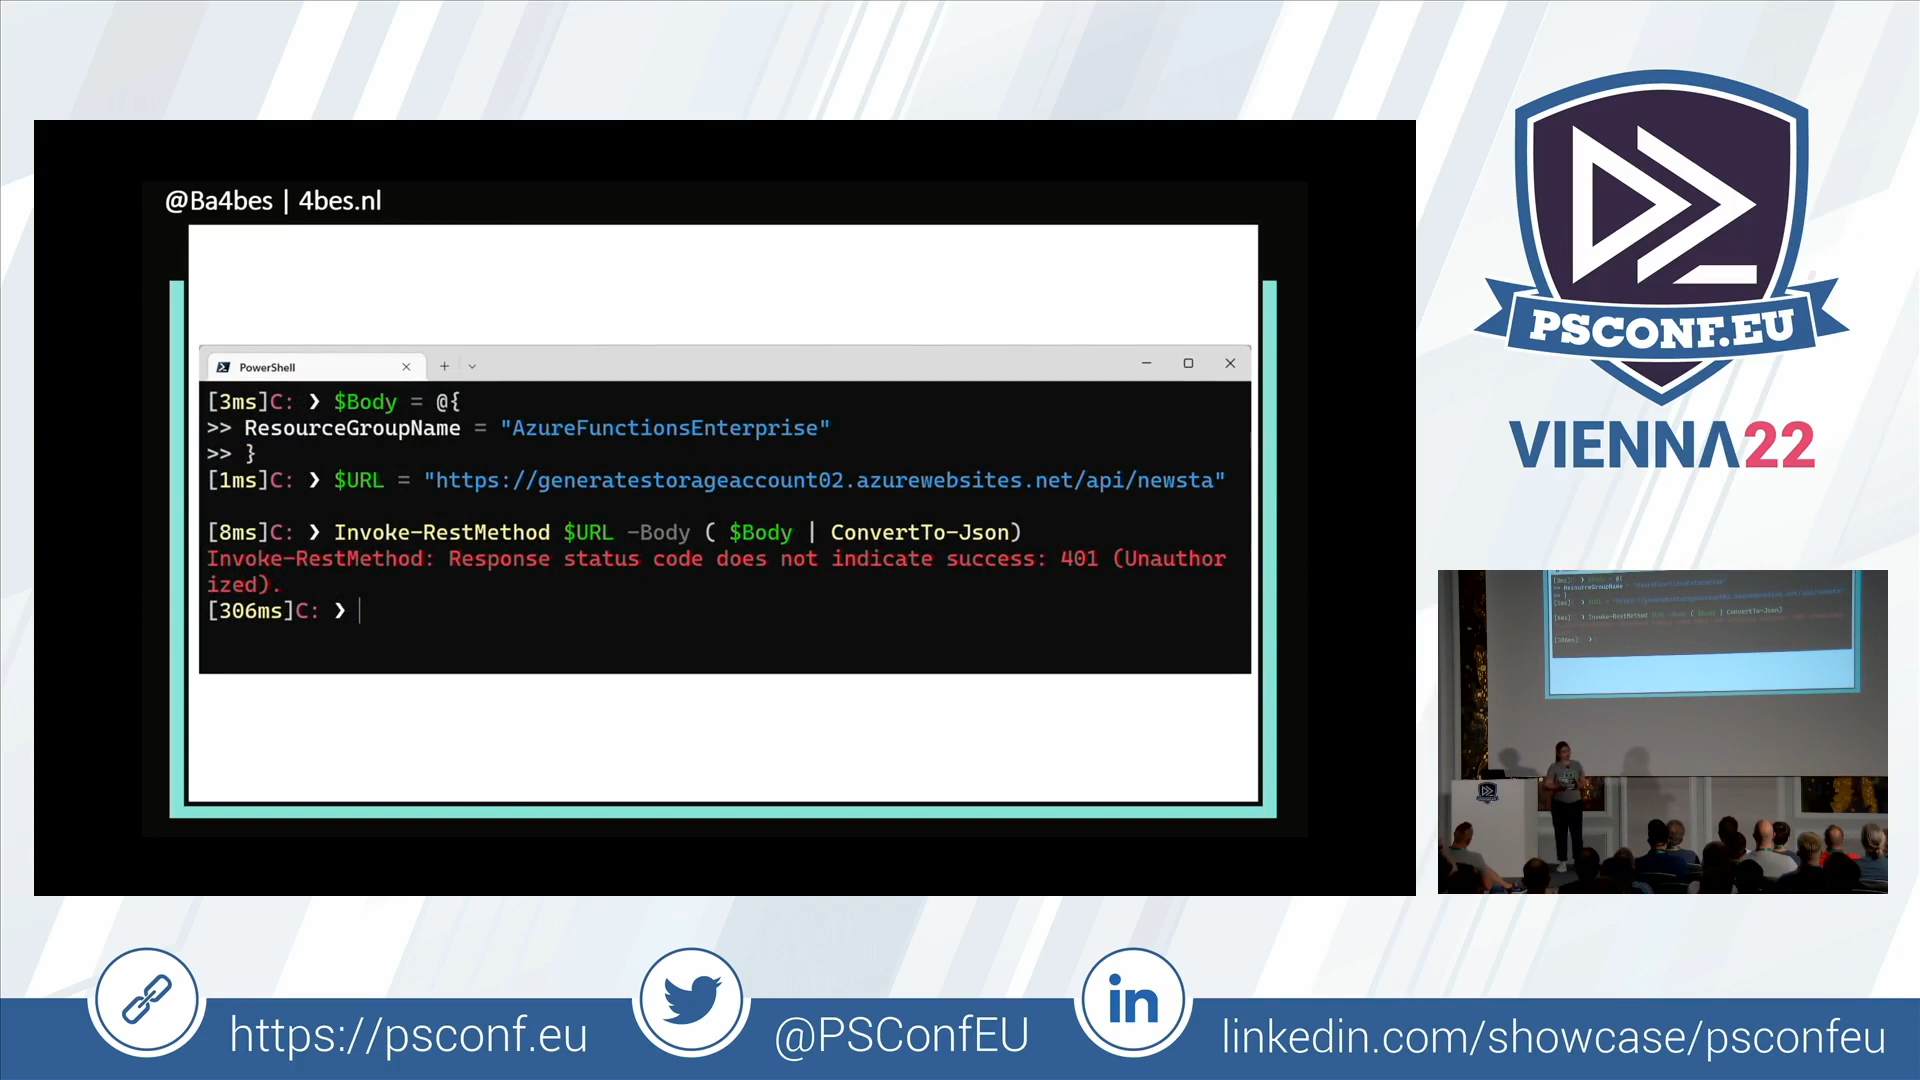 @Ba4bes | 4bes.nl
PowerShell
[3ms]C: ❯ $Body = @{
>> ResourceGroupName = "AzureFunctionsEnterprise"
>> }
[1ms]C: ❯ $URL = "https://generatestorageaccount02.azurewebsites.net/api/newsta"
[8ms]C: ❯ Invoke-RestMethod $URL -Body ( $Body | ConvertTo-Json)
Invoke-RestMethod: Response status code does not indicate success: 401 (Unauthor
ized).
[306ms]C: ❯
PSCONF.EU
VIENNA22
https://psconf.eu
@PSConfEU
in
linkedin.com/showcase/psconfeu